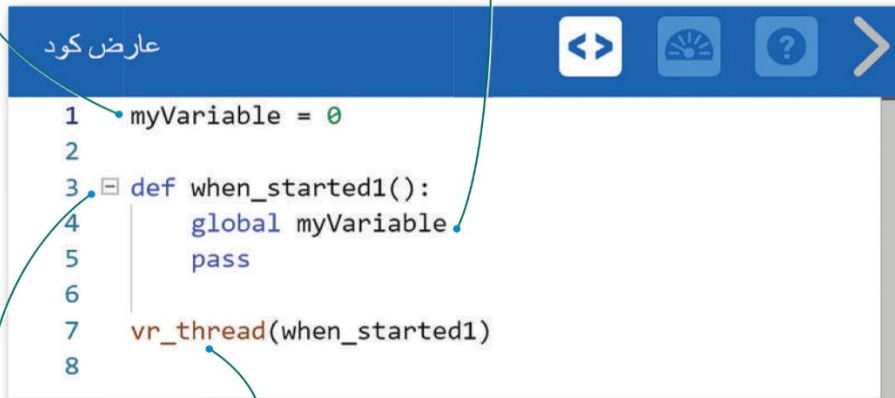 عارض كود
<> ?
1 myVariable = 0
2
3 def when_started1():
4 global myVariable
5 pass
6
7 vr_thread(when_started1)
8